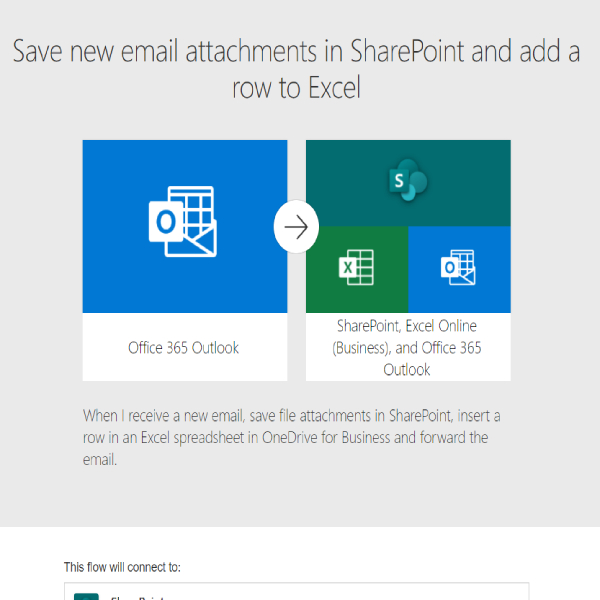 Save new email attachments in SharePoint and add a
row to Excel
Office 365 Outlook
SharePoint, Excel Online
(Business), and Office 365
Outlook
When I receive a new email, save file attachments in SharePoint, insert a
row in an Excel spreadsheet in OneDrive for Business and forward the
email.
This flow will connect to:
SharePoint